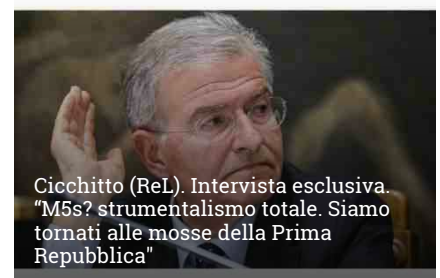 Cicchitto (ReL). Intervista esclusiva.
“M5s? strumentalismo totale. Siamo
tornati alle mosse della Prima
Repubblica"